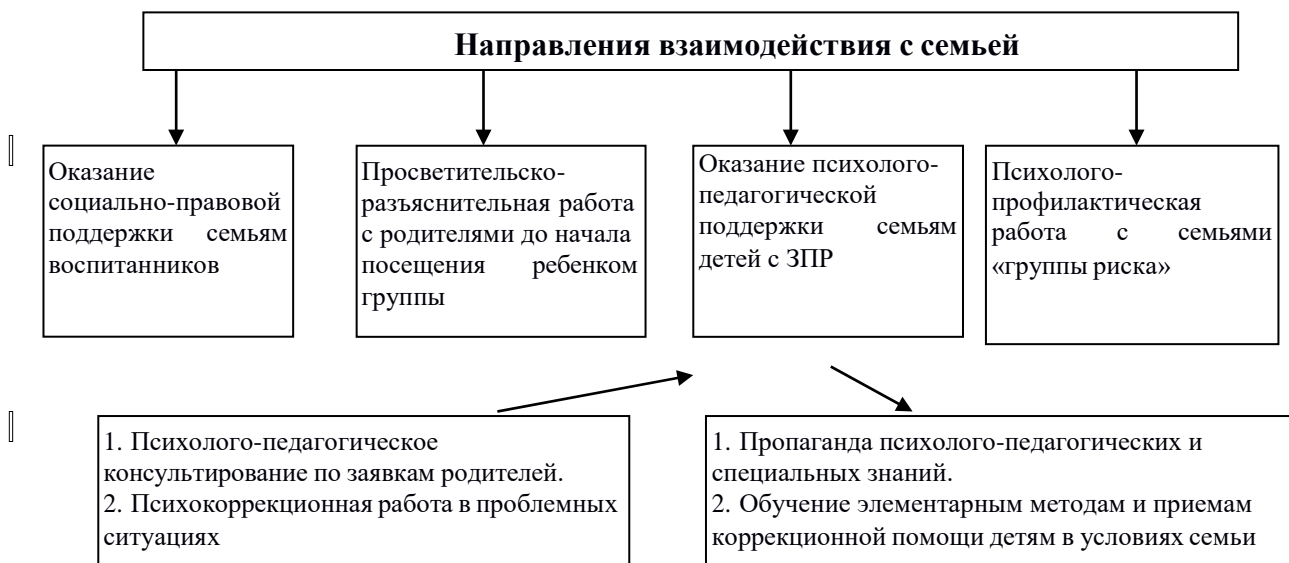 Направления взаимодействия с семьей
Оказание
социально-правовой
поддержки семьям
воспитанников
Просветительско-
разъяснительная работа
с родителями до начала
посещения ребенком
группы
Оказание психолого-
педагогической
поддержки семьям
детей с ЗПР
Психолого-
профилактическая
работа с семьями
«группы риска»
1. Психолого-педагогическое
консультирование по заявкам родителей.
2. Психокоррекционная работа в проблемных
ситуациях
1. Пропаганда психолого-педагогических и
специальных знаний.
2. Обучение элементарным методам и приемам
коррекционной помощи детям в условиях семьи